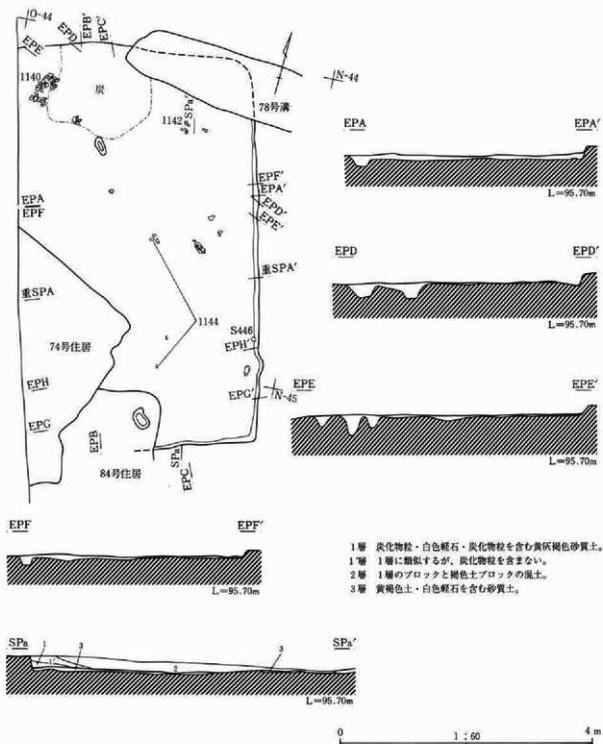 O-44
EPB'
EPD
EPC'
EPE
1140
炭
N-44
78号溝
1142
SPa'
EPA
EPA'
L=95.70m
EPF'
EPA'
EPD'
EPE'
EPA
EPF
EPD
EPD'
L=95.70m
重SPA
重SPA'
74号住居
1144
S446
EPH'
EPH
EPG
EPG'
N-45
EPE
EPE'
L=95.70m
EPB
SPa
EPC
84号住居
EPF
EPF'
L=95.70m
1層 炭化物粒・白色軽石・炭化物粒を含む黄灰褐色砂質土。
1'層 1層に類似するが、炭化物粒を含まない。
2層 1層のブロックと褐色土ブロックの混土。
3層 黄褐色土・白色軽石を含む砂質土。
SPa
SPa'
1
3
1'
2
3
L=95.70m
0
1：60
4 m